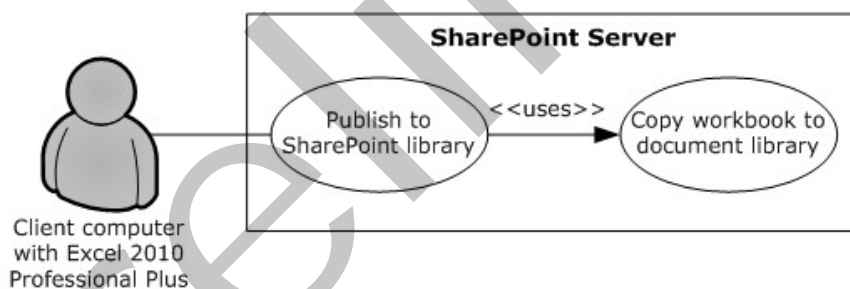 SharePoint Server
Publish to
SharePoint library
<<uses>>
Copy workbook to
document library
Client computer
with Excel 2010
Professional Plus